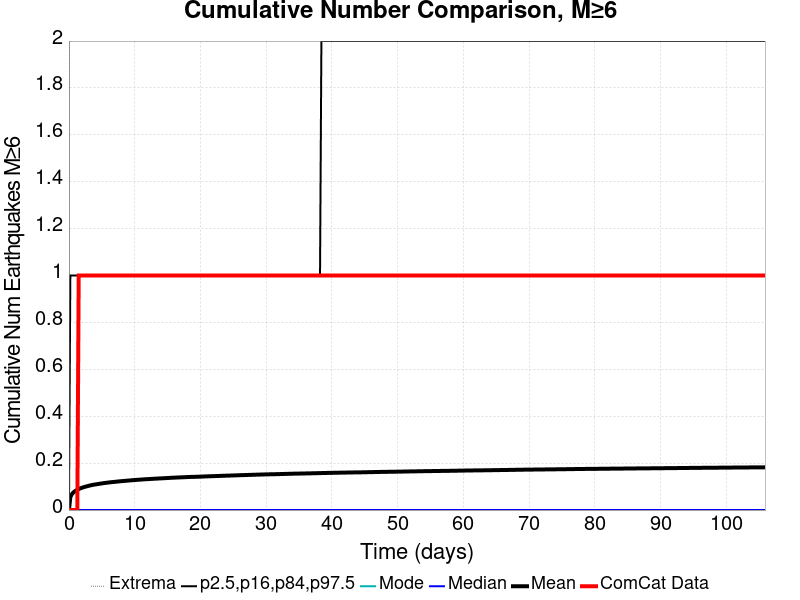 Cumulative Number Comparison, M≥6
Cumulative Num Earthquakes M≥6
2
1.8
1.6
1.4
1.2
1
0.8
0.6
0.4
0.2
0
0 10 20 30 40 50 60 70 80 90 100
Time (days)
Extrema p2.5,p16,p84,p97.5 Mode Median Mean ComCat Data